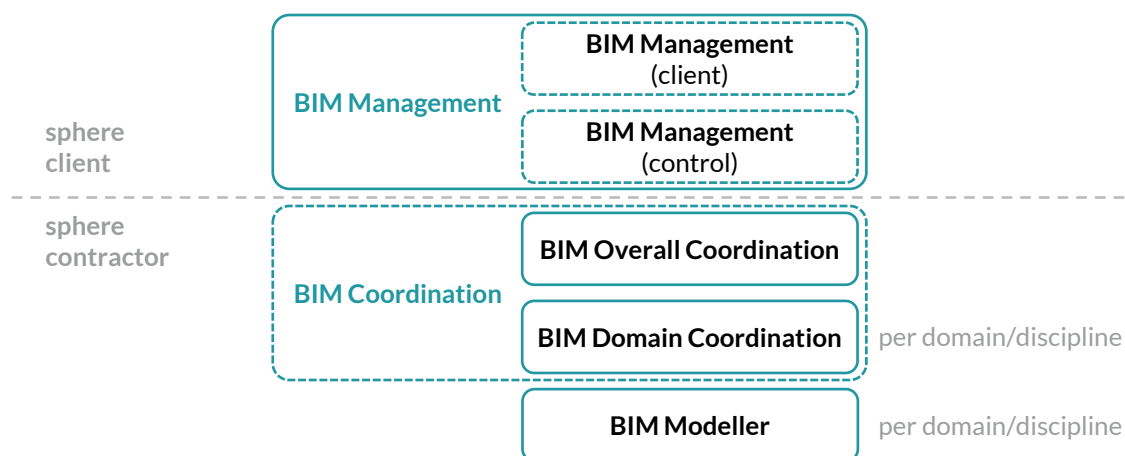 BIM Management
BIM Management
(client)
BIM Management
(control)
sphere
client
sphere
contractor
BIM Coordination
BIM Overall Coordination
BIM Domain Coordination
per domain/discipline
BIM Modeller
per domain/discipline